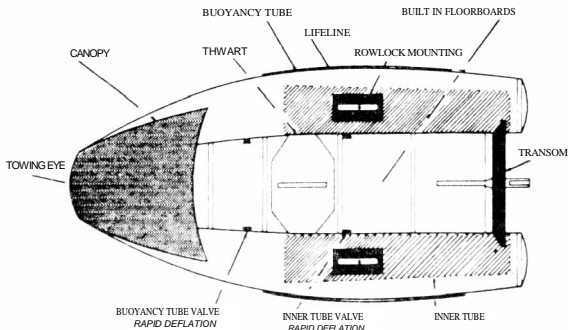 BUOYANCY TUBE
BUILT IN FLOORBOARDS
LIFELINE
CANOPY
THWART
ROWLOCK MOUNTING
TOWING EYE
TRANSOM
BUOYANCY TUBE VALVE
RAPID DEFLATION
INNER TUBE VALVE
RAPID DEFLATION
INNER TUBE